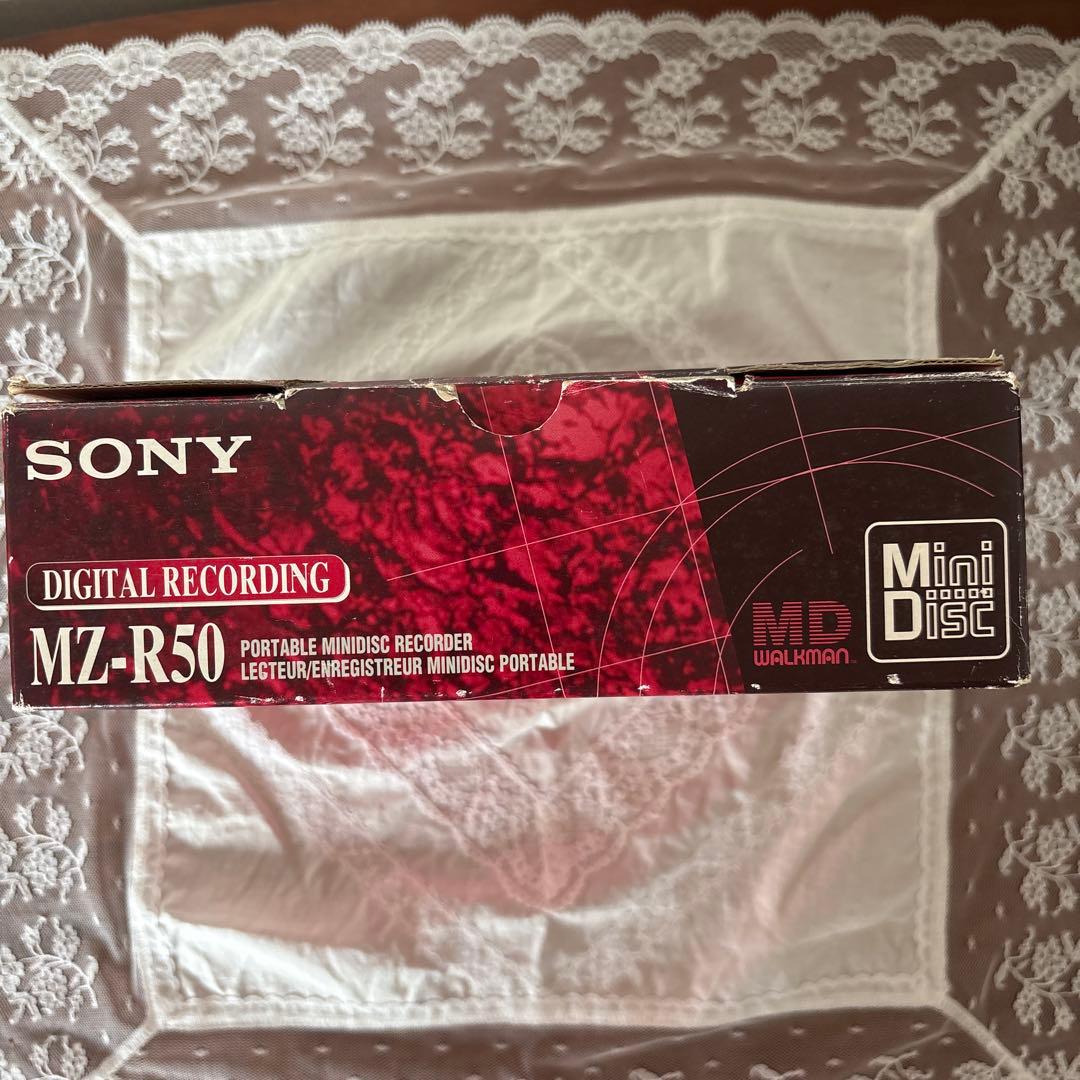 SONY
DIGITAL RECORDING
MZ-R50
PORTABLE MINIDISC RECORDER
LECTEUR/ENREGISTREUR MINIDISC PORTABLE
MD
WALKMAN
Mini
Disc